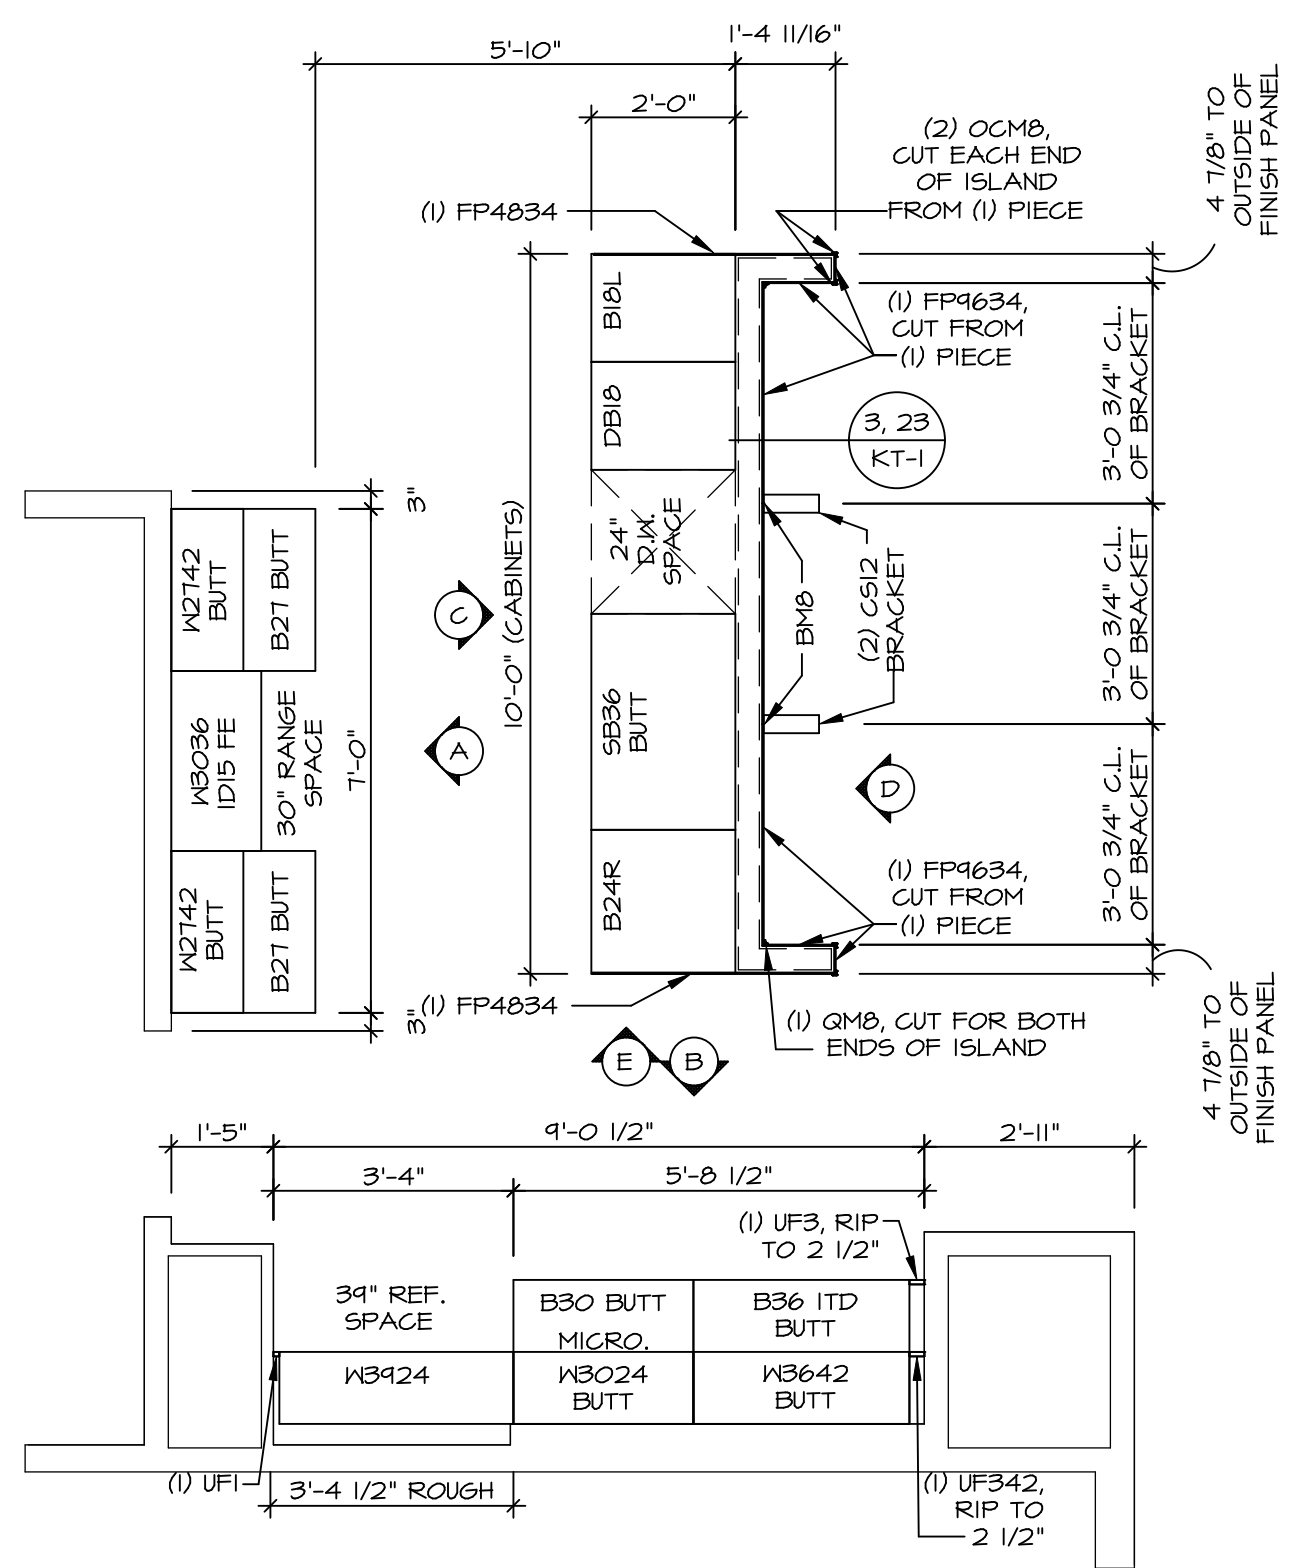 5'-10"
1'-4 11/16"
2'-0"
(2) OCM8,
CUT EACH END
OF ISLAND
FROM (1) PIECE
4 7/8" TO
OUTSIDE OF
FINISH PANEL
(1) FP4834
B18L
DB18
24"
D.W.
SPACE
SB36
BUTT
B24R
10'-0" (CABINETS)
(1) FP9634,
CUT FROM
(1) PIECE
3, 23
KT-1
3'-0 3/4" C.L.
OF BRACKET
3'-0 3/4" C.L.
OF BRACKET
3'-0 3/4" C.L.
OF BRACKET
BM8
(2) CS12
BRACKET
3"
W2742
BUTT
B27 BUTT
W3036
1D15 FE
30" RANGE
SPACE
7'-0"
W2742
BUTT
B27 BUTT
3"
C
A
D
(1) FP9634,
CUT FROM
(1) PIECE
(1) FP4834
(1) QM8, CUT FOR BOTH
ENDS OF ISLAND
4 7/8" TO
OUTSIDE OF
FINISH PANEL
E
B
1'-5"
9'-0 1/2"
2'-11"
3'-4"
5'-8 1/2"
(1) UF3, RIP
TO 2 1/2"
39" REF.
SPACE
B30 BUTT
MICRO.
B36 1TD
BUTT
W3924
W3024
BUTT
W3642
BUTT
(1) UF1
3'-4 1/2" ROUGH
(1) UF342,
RIP TO
2 1/2"